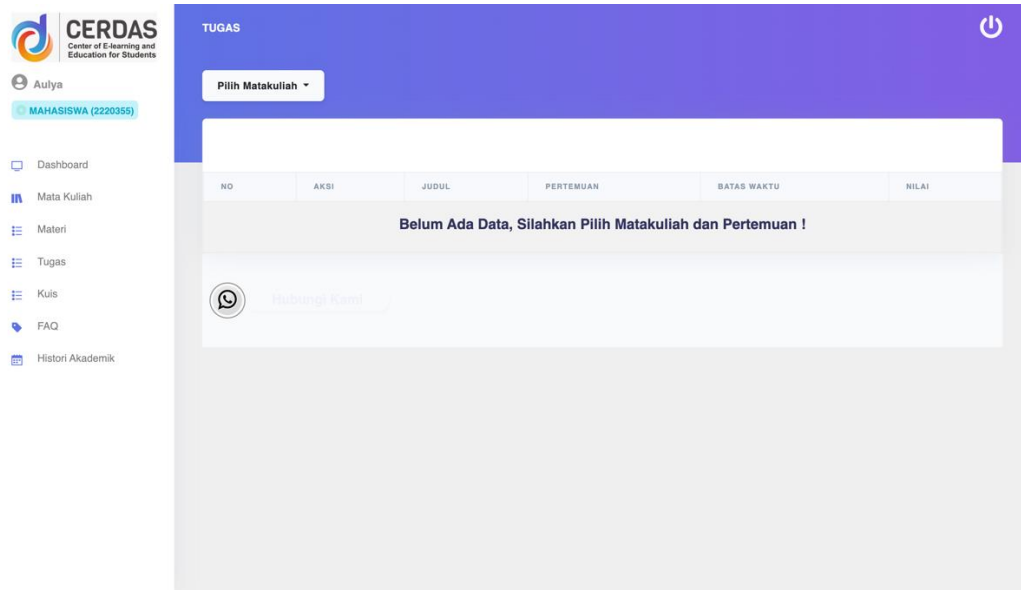 CERDAS
Center of E-learning and
Education for Students
Aulya
MAHASISWA (2220355)
Dashboard
Mata Kuliah
Materi
Tugas
Kuis
FAQ
Histori Akademik
TUGAS
Pilih Matakuliah
NO AKSI JUDUL PERTEMUAN BATAS WAKTU NILAI
Belum Ada Data, Silahkan Pilih Matakuliah dan Pertemuan !
Hubungi Kami